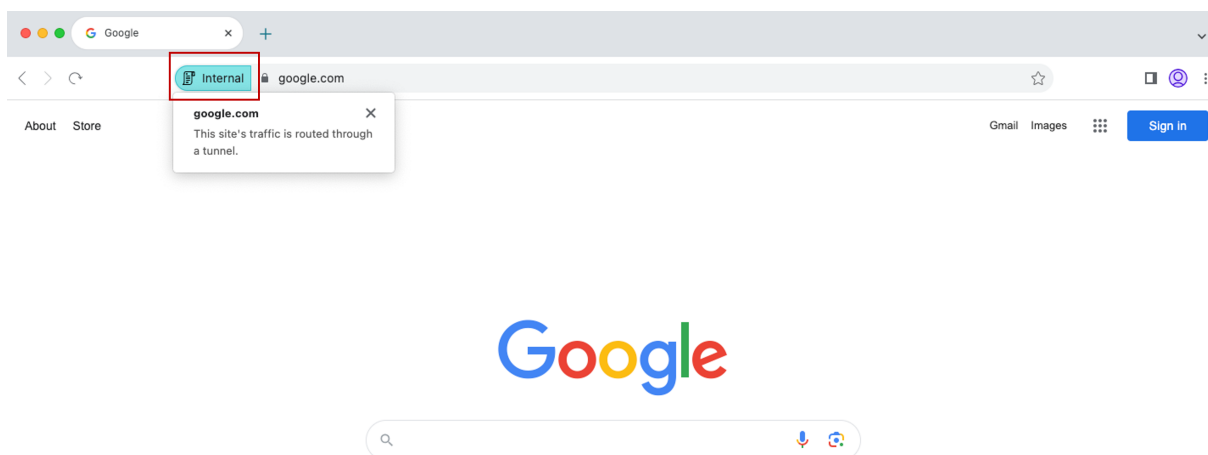 Google
Internal google.com
google.com
This site's traffic is routed through
a tunnel.
About Store
Gmail Images
Sign in
Google